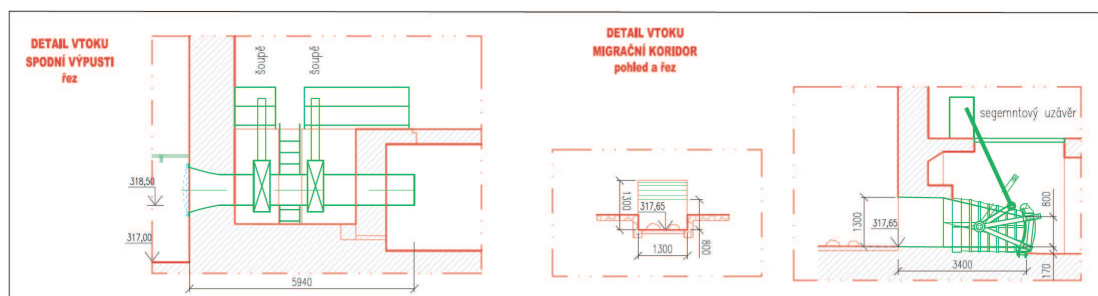 DETAIL VTOKU
SPODNÍ VÝPUSTI
řez
šoupě
šoupě
318,50
317,00
5940
DETAIL VTOKU
MIGRAČNÍ KORIDOR
pohled a řez
1300
317,65
800
1300
segemntový uzávěr
1300
317,65
800
3400
170